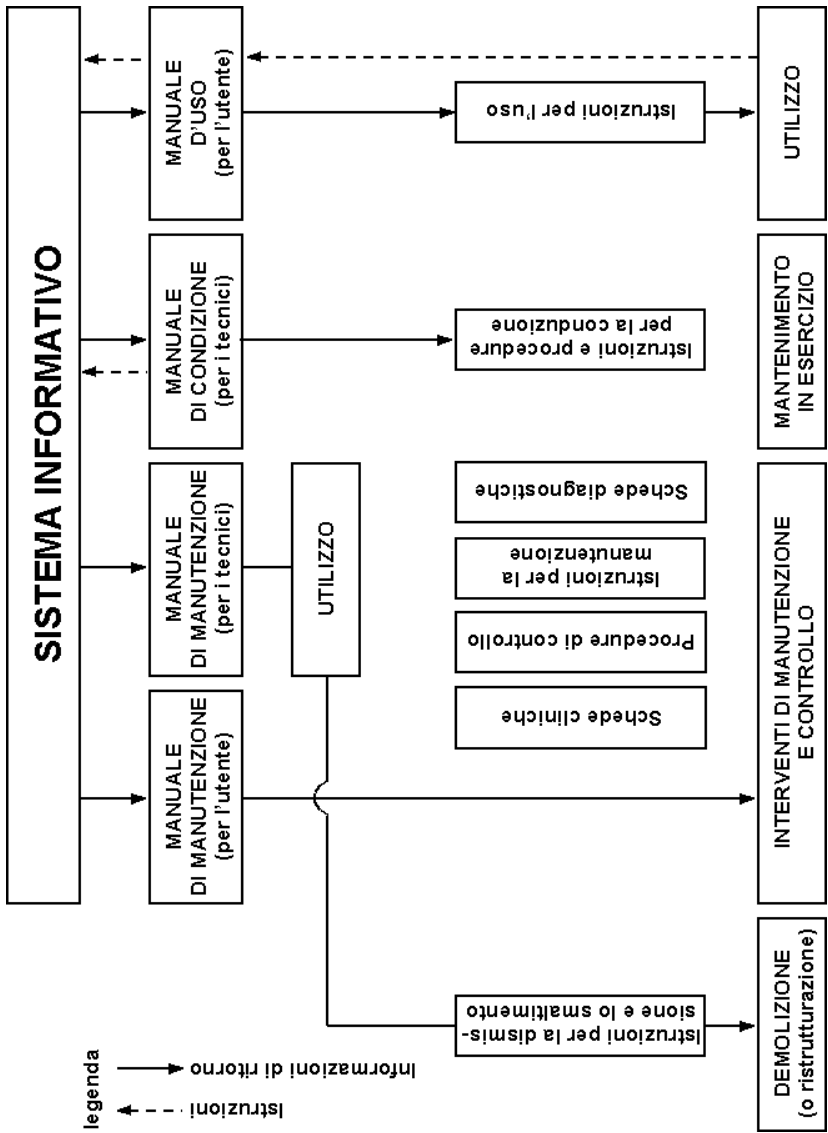 legenda
Istruzioni
Informazioni di ritorno
SISTEMA INFORMATIVO
MANUALE
DI MANUTENZIONE
(per l'utente)
MANUALE
DI MANUTENZIONE
(per i tecnici)
MANUALE
DI CONDIZIONE
(per i tecnici)
MANUALE
D'USO
(per l'utente)
UTILIZZO
Istruzioni per la dismis-
sione e lo smaltimento
Schede cliniche
Procedure di controllo
Istruzioni per la
manutenzione
Schede diagnostiche
Istruzioni e procedure
per la conduzione
Istruzioni per l'uso
DEMOLIZIONE
(o ristrutturazione)
INTERVENTI DI MANUTENZIONE
E CONTROLLO
MANTENIMENTO
IN ESERCIZIO
UTILIZZO